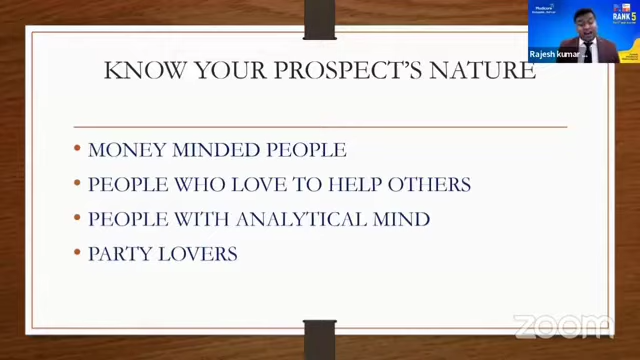 KNOW YOUR PROSPECT'S NATURE
• MONEY MINDED PEOPLE
• PEOPLE WHO LOVE TO HELP OTHERS
• PEOPLE WITH ANALYTICAL MIND
• PARTY LOVERS
RANK 5
Rajesh kumar ...
zoom